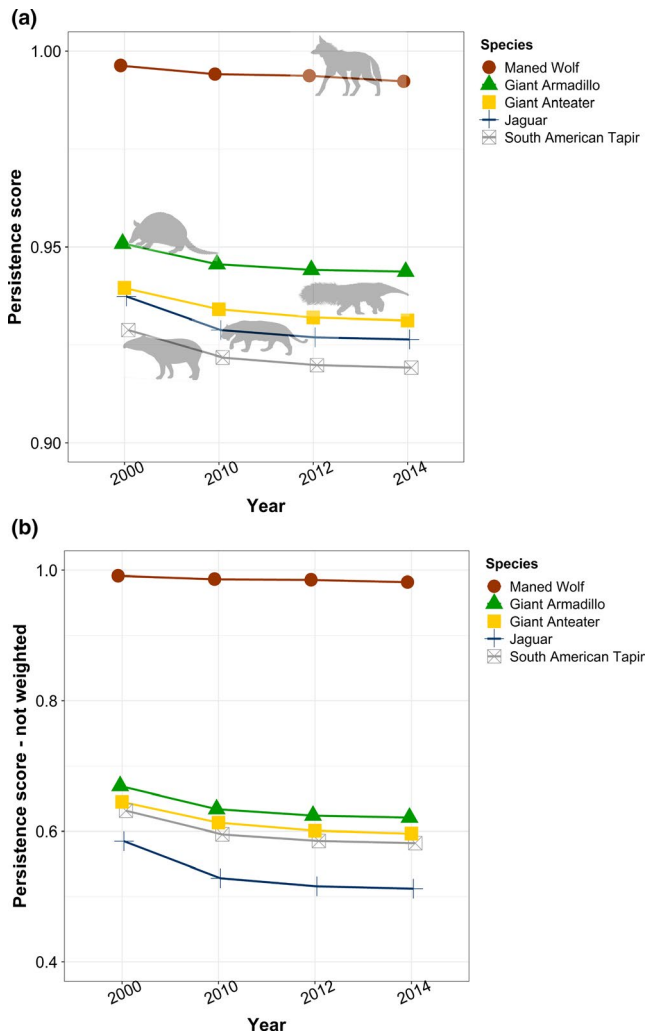 (a)
1.00
0.95
0.90
Persistence score
2000
2010
2012
2014
Year
Species
Maned Wolf
Giant Armadillo
Giant Anteater
Jaguar
South American Tapir
(b)
1.0
0.8
0.6
0.4
Persistence score - not weighted
2000
2010
2012
2014
Year
Species
Maned Wolf
Giant Armadillo
Giant Anteater
Jaguar
South American Tapir